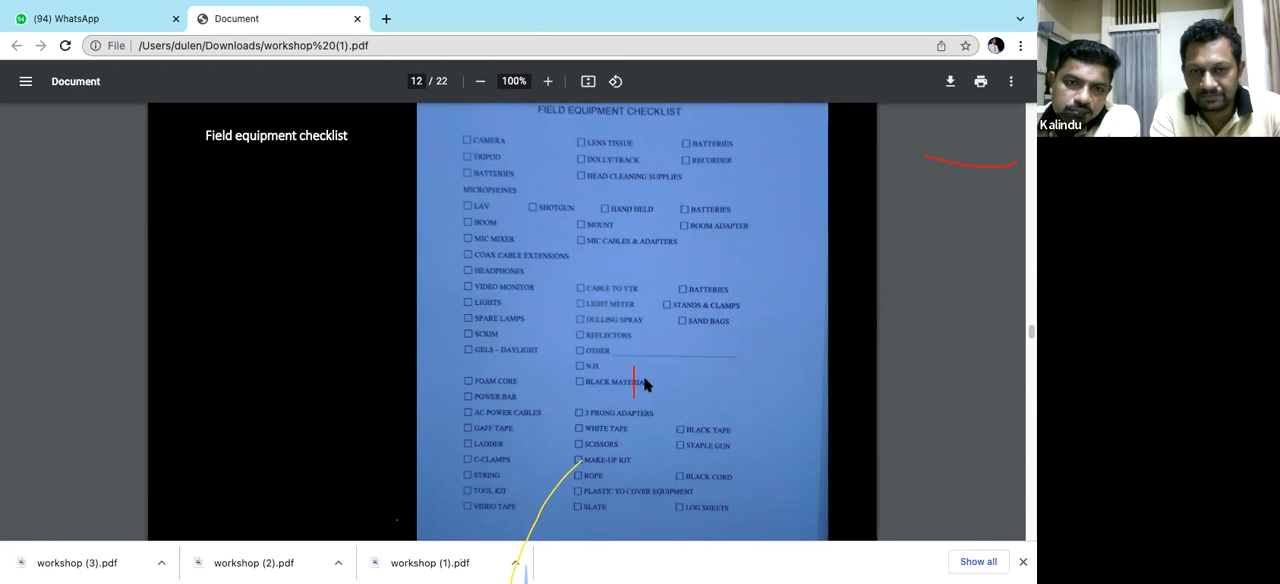 (94) WhatsApp
Document
File /Users/dulen/Downloads/workshop%20(1).pdf
Document
12 / 22
100%
Field equipment checklist
FIELD EQUIPMENT CHECKLIST
CAMERA LENS TISSUE BATTERIES
TRIPOD DOLLY/TRACK RECORDER
BATTERIES HEAD CLEANING SUPPLIES
MICROPHONES
LAV SHOTGUN HAND HELD BATTERIES
BOOM MOUNT BOOM ADAPTER
MIC MIXER MIC CABLES & ADAPTERS
COAX CABLE EXTENSIONS
HEADPHONES
VIDEO MONITOR CABLE TO VTR BATTERIES
LIGHTS LIGHT METER STANDS & CLAMPS
SPARE LAMPS DULLING SPRAY SAND BAGS
SCRIM REFLECTORS
GELS – DAYLIGHT OTHER
N.D.
FOAM CORE BLACK MATERIAL
POWER BAR
AC POWER CABLES 3 PRONG ADAPTERS
GAFF TAPE WHITE TAPE BLACK TAPE
LADDER SCISSORS STAPLE GUN
C-CLAMPS MAKE-UP KIT
STRING ROPE BLACK CORD
TOOL KIT PLASTIC TO COVER EQUIPMENT
VIDEO TAPE SLATE LOG SHEETS
workshop (3).pdf
workshop (2).pdf
workshop (1).pdf
Show all
Kalindu